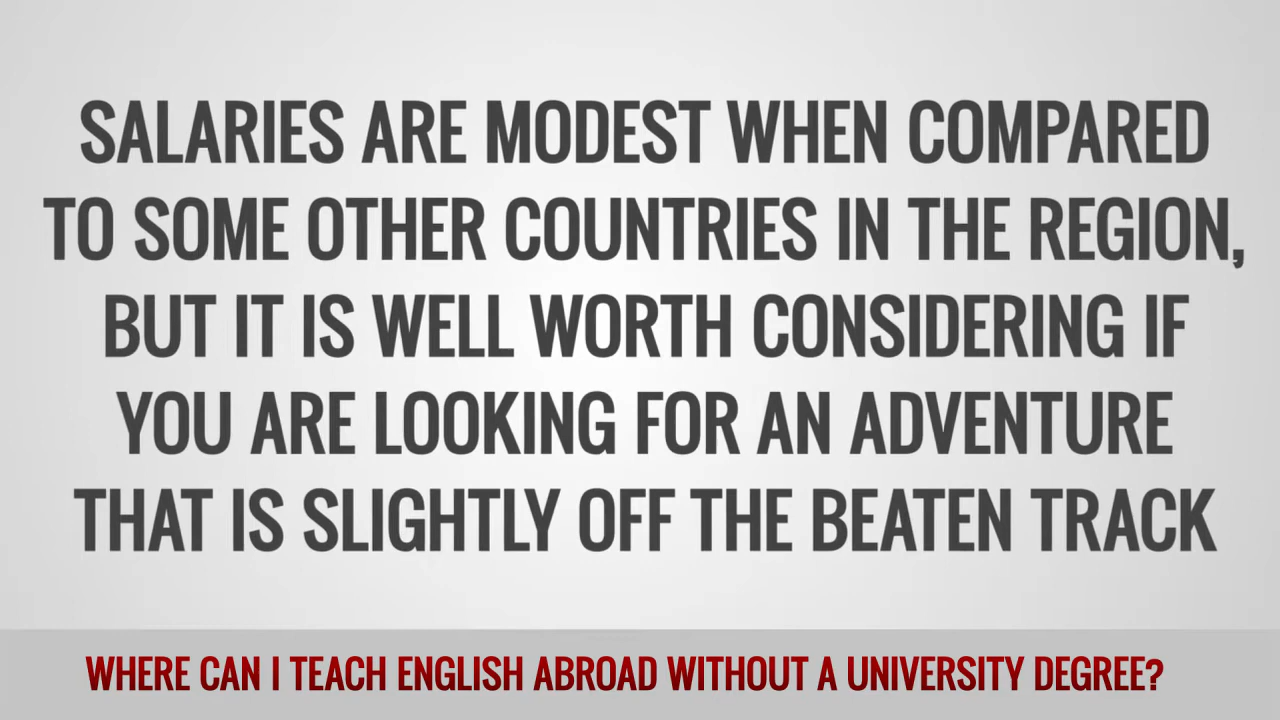 SALARIES ARE MODEST WHEN COMPARED
TO SOME OTHER COUNTRIES IN THE REGION,
BUT IT IS WELL WORTH CONSIDERING IF
YOU ARE LOOKING FOR AN ADVENTURE
THAT IS SLIGHTLY OFF THE BEATEN TRACK
WHERE CAN I TEACH ENGLISH ABROAD WITHOUT A UNIVERSITY DEGREE?